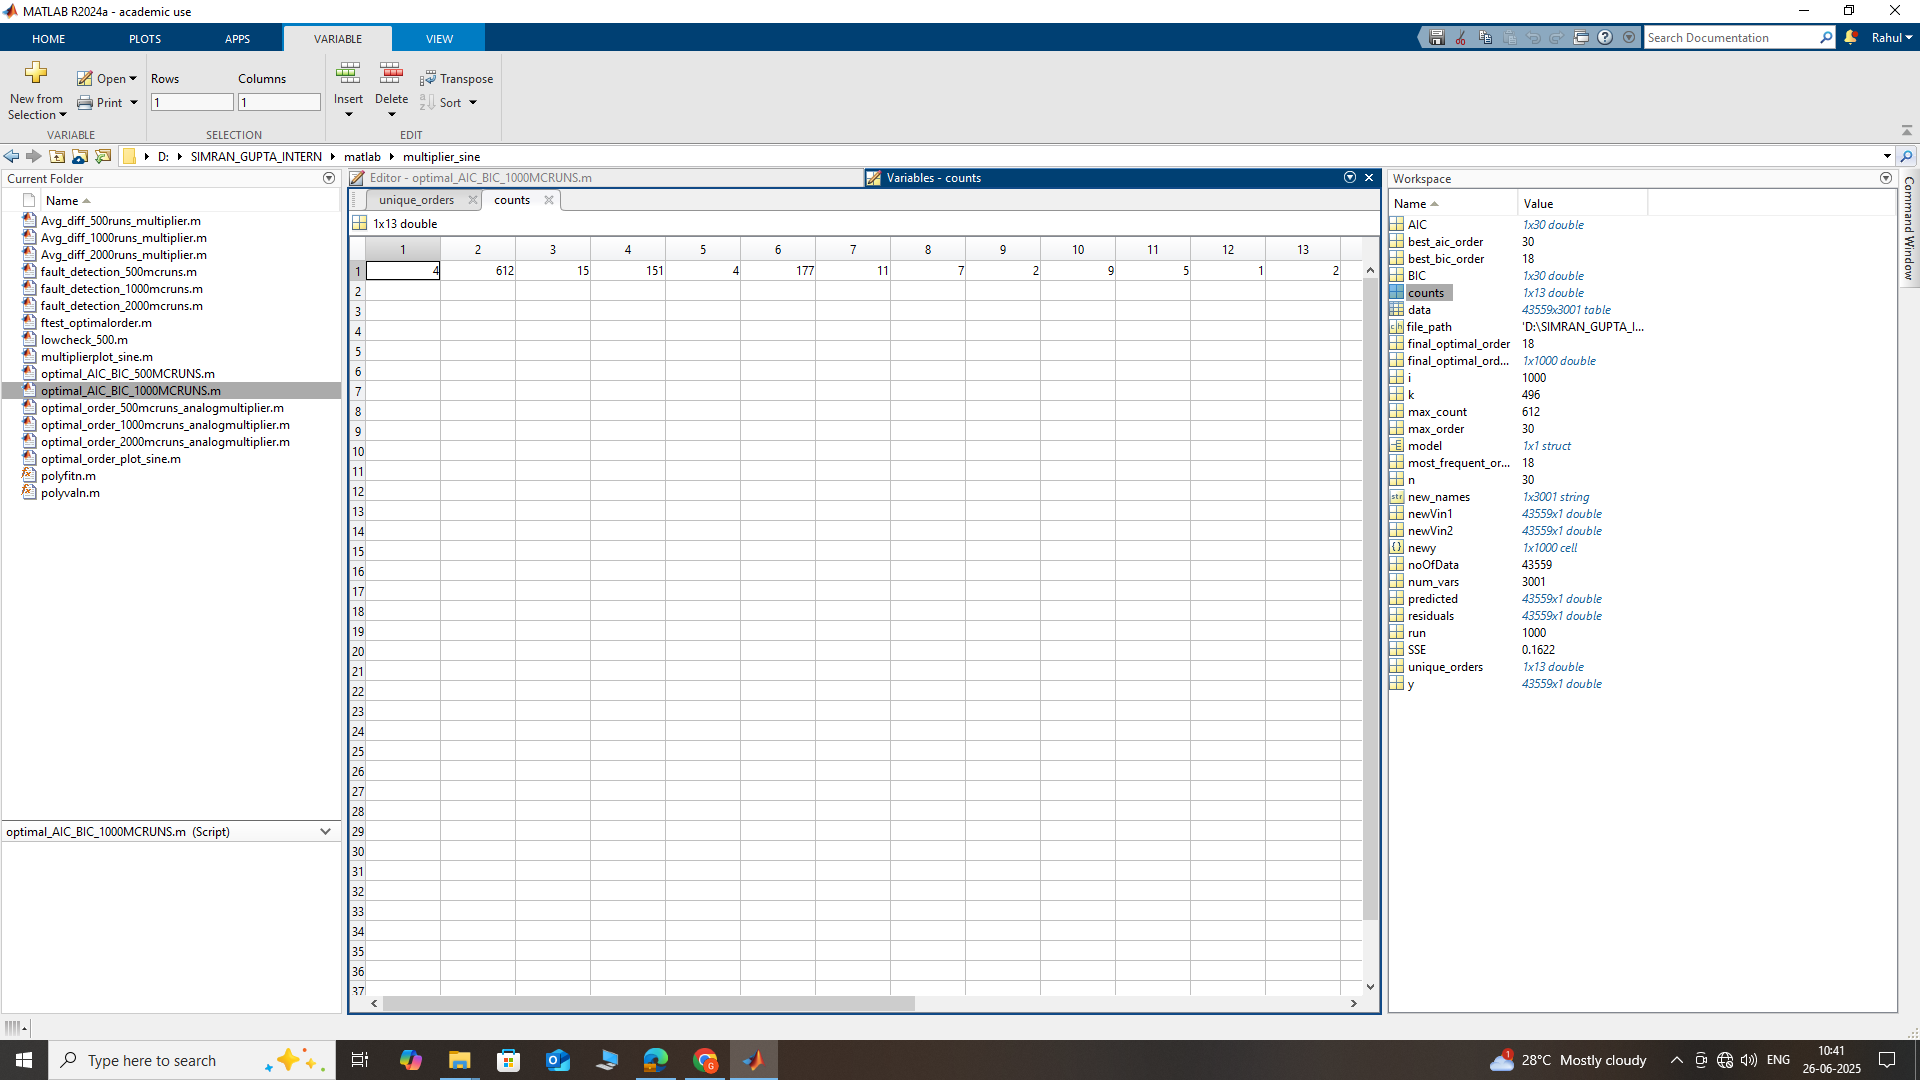 MATLAB R2024a - academic use
HOME PLOTS APPS VARIABLE VIEW
Search Documentation
Rahul
New from Selection
Open
Print
VARIABLE
Rows Columns
1 1
SELECTION
Insert Delete
Transpose
Sort
EDIT
D: SIMRAN_GUPTA_INTERN matlab multiplier_sine
Current Folder
Name
Avg_diff_500runs_multiplier.m
Avg_diff_1000runs_multiplier.m
Avg_diff_2000runs_multiplier.m
fault_detection_500mcruns.m
fault_detection_1000mcruns.m
fault_detection_2000mcruns.m
ftest_optimalorder.m
lowcheck_500.m
multiplierplot_sine.m
optimal_AIC_BIC_500MCRUNS.m
optimal_AIC_BIC_1000MCRUNS.m
optimal_order_500mcruns_analogmultiplier.m
optimal_order_1000mcruns_analogmultiplier.m
optimal_order_2000mcruns_analogmultiplier.m
optimal_order_plot_sine.m
polyfitn.m
polyvaln.m
optimal_AIC_BIC_1000MCRUNS.m (Script)
Editor - optimal_AIC_BIC_1000MCRUNS.m
Variables - counts
unique_orders counts
1x13 double
1 2 3 4 5 6 7 8 9 10 11 12 13
1 4 612 15 151 4 177 11 7 2 9 5 1 2
2
3
4
5
6
7
8
9
10
11
12
13
14
15
16
17
18
19
20
21
22
23
24
25
26
27
28
29
30
31
32
33
34
35
36
37
Workspace
Name Value
AIC 1x30 double
best_aic_order 30
best_bic_order 18
BIC 1x30 double
counts 1x13 double
data 43559x3001 table
file_path 'D:\SIMRAN_GUPTA_I...
final_optimal_order 18
final_optimal_ord... 1x1000 double
i 1000
k 496
max_count 612
max_order 30
model 1x1 struct
most_frequent_or... 18
n 30
new_names 1x3001 string
newVin1 43559x1 double
newVin2 43559x1 double
newy 1x1000 cell
noOfData 43559
num_vars 3001
predicted 43559x1 double
residuals 43559x1 double
run 1000
SSE 0.1622
unique_orders 1x13 double
y 43559x1 double
Command Window
Type here to search
28°C Mostly cloudy
ENG
10:41
26-06-2025